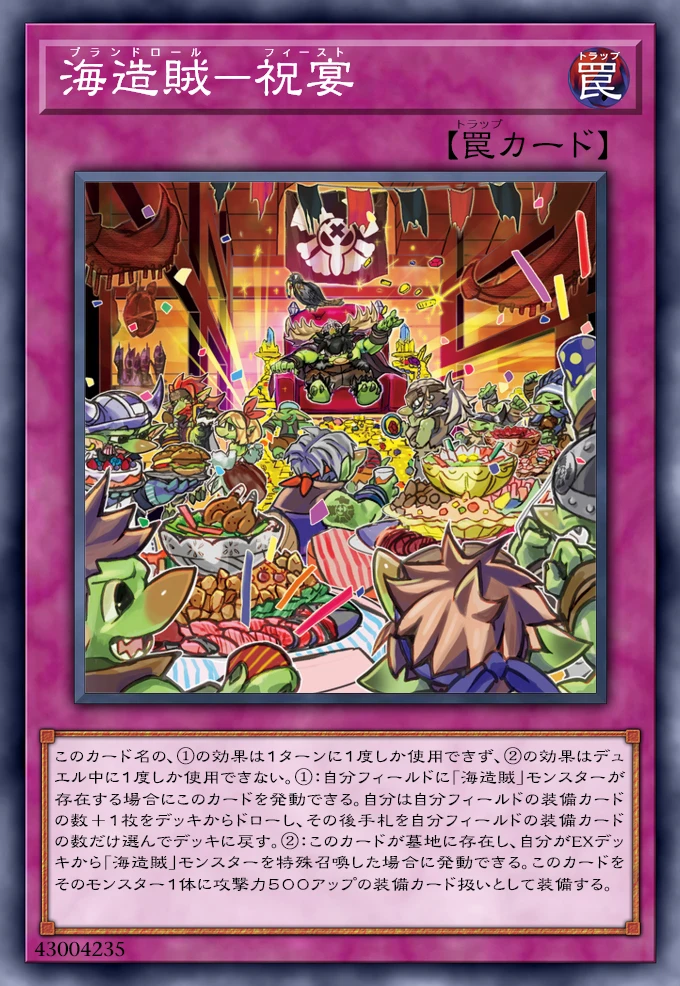 ブランドロール フィースト
海造賊－祝宴
トラップ
罠
トラップ
【罠カード】
このカード名の、①の効果は1ターンに1度しか使用できず、②の効果はデュ
エル中に1度しか使用できない。①：自分フィールドに「海造賊」モンスターが
存在する場合にこのカードを発動できる。自分は自分フィールドの装備カード
の数＋1枚をデッキからドローし、その後手札を自分フィールドの装備カード
の数だけ選んでデッキに戻す。②：このカードが墓地に存在し、自分がEXデッ
キから「海造賊」モンスターを特殊召喚した場合に発動できる。このカードを
そのモンスター1体に攻撃力500アップの装備カード扱いとして装備する。
43004235